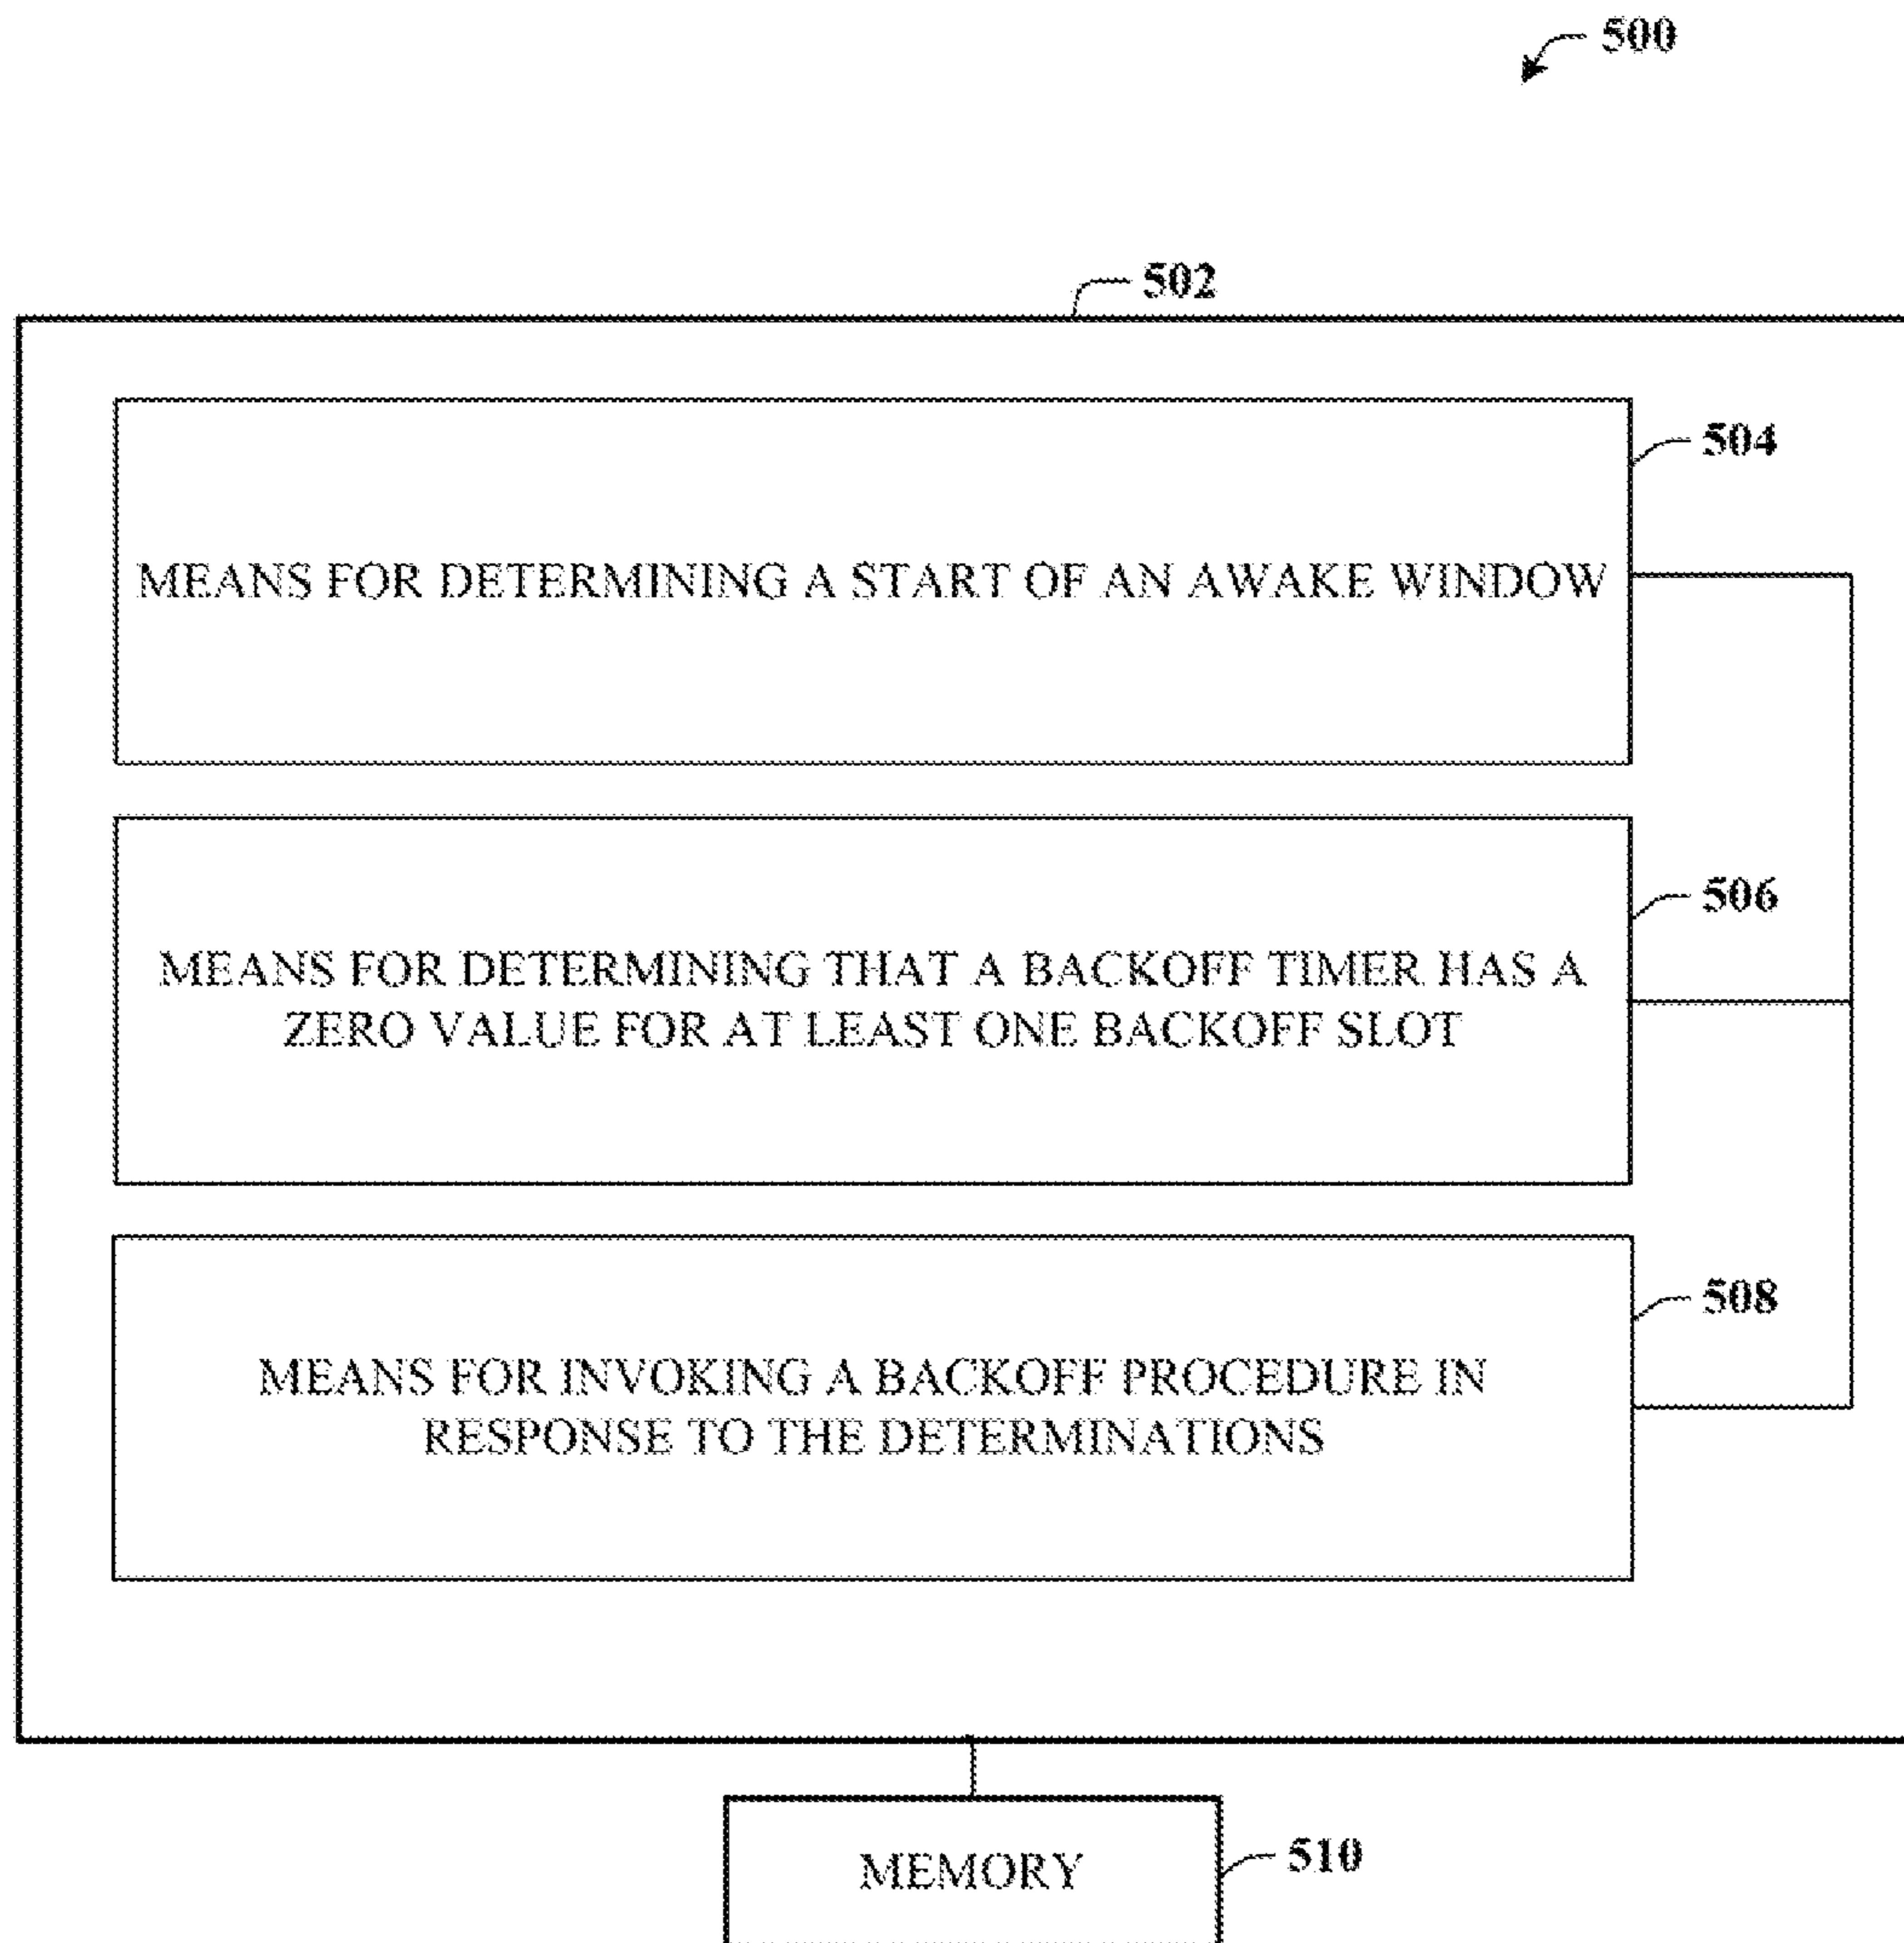 500
502
504
MEANS FOR DETERMINING A START OF AN AWAKE WINDOW
506
MEANS FOR DETERMINING THAT A BACKOFF TIMER HAS A
ZERO VALUE FOR AT LEAST ONE BACKOFF SLOT
508
MEANS FOR INVOKING A BACKOFF PROCEDURE IN
RESPONSE TO THE DETERMINATIONS
MEMORY
510